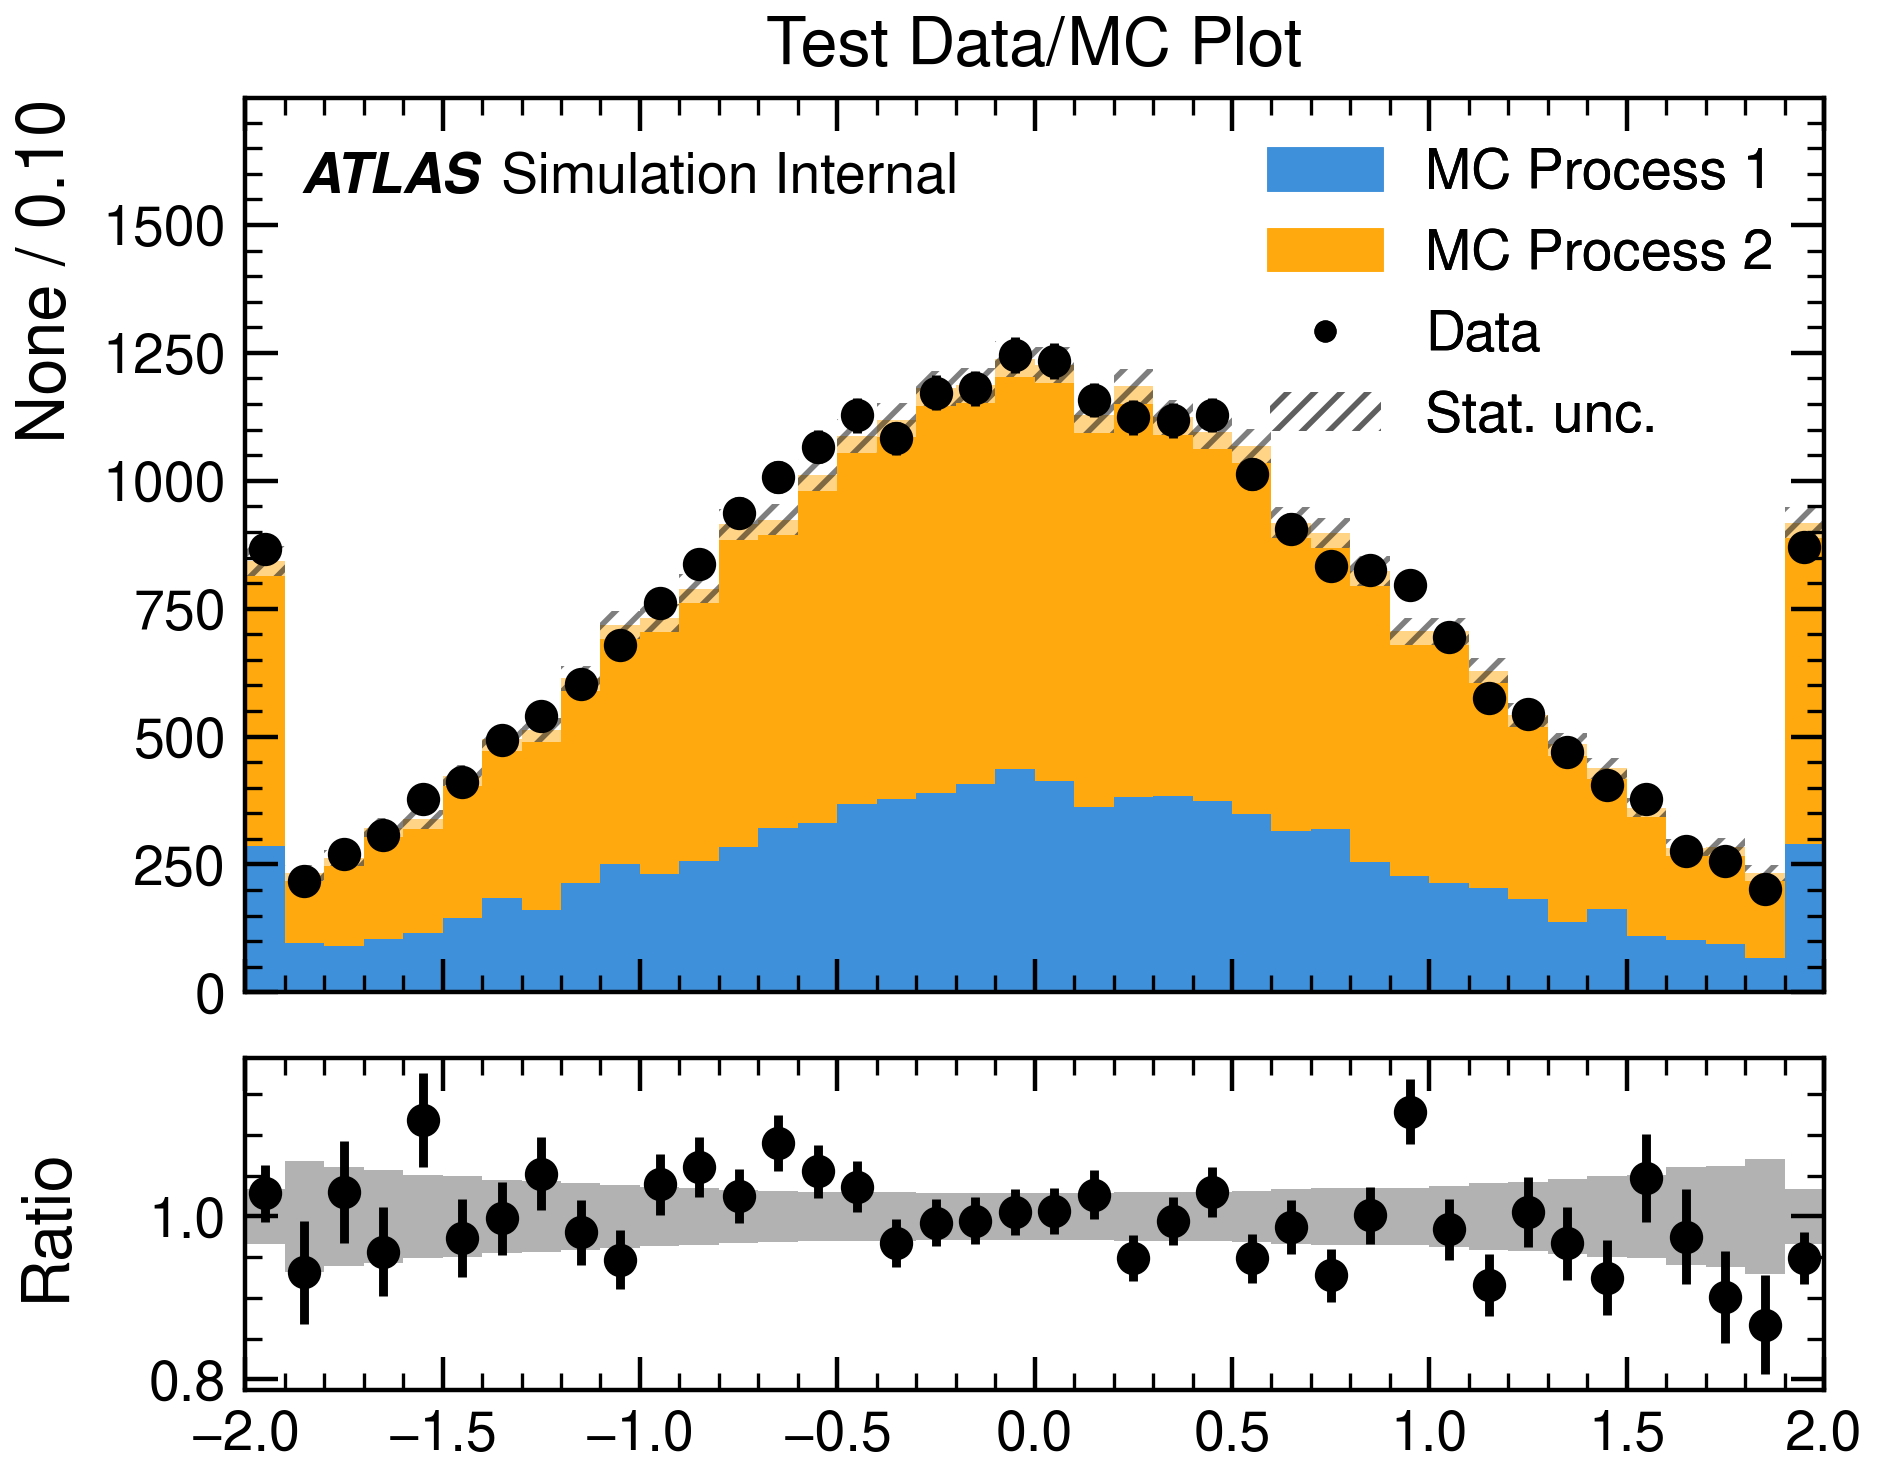 Test Data/MC Plot
None / 0.10
ATLAS Simulation Internal
MC Process 1
MC Process 2
Data
Stat. unc.
1500
1250
1000
750
500
250
0
Ratio
1.0
0.8
−2.0 −1.5 −1.0 −0.5 0.0 0.5 1.0 1.5 2.0